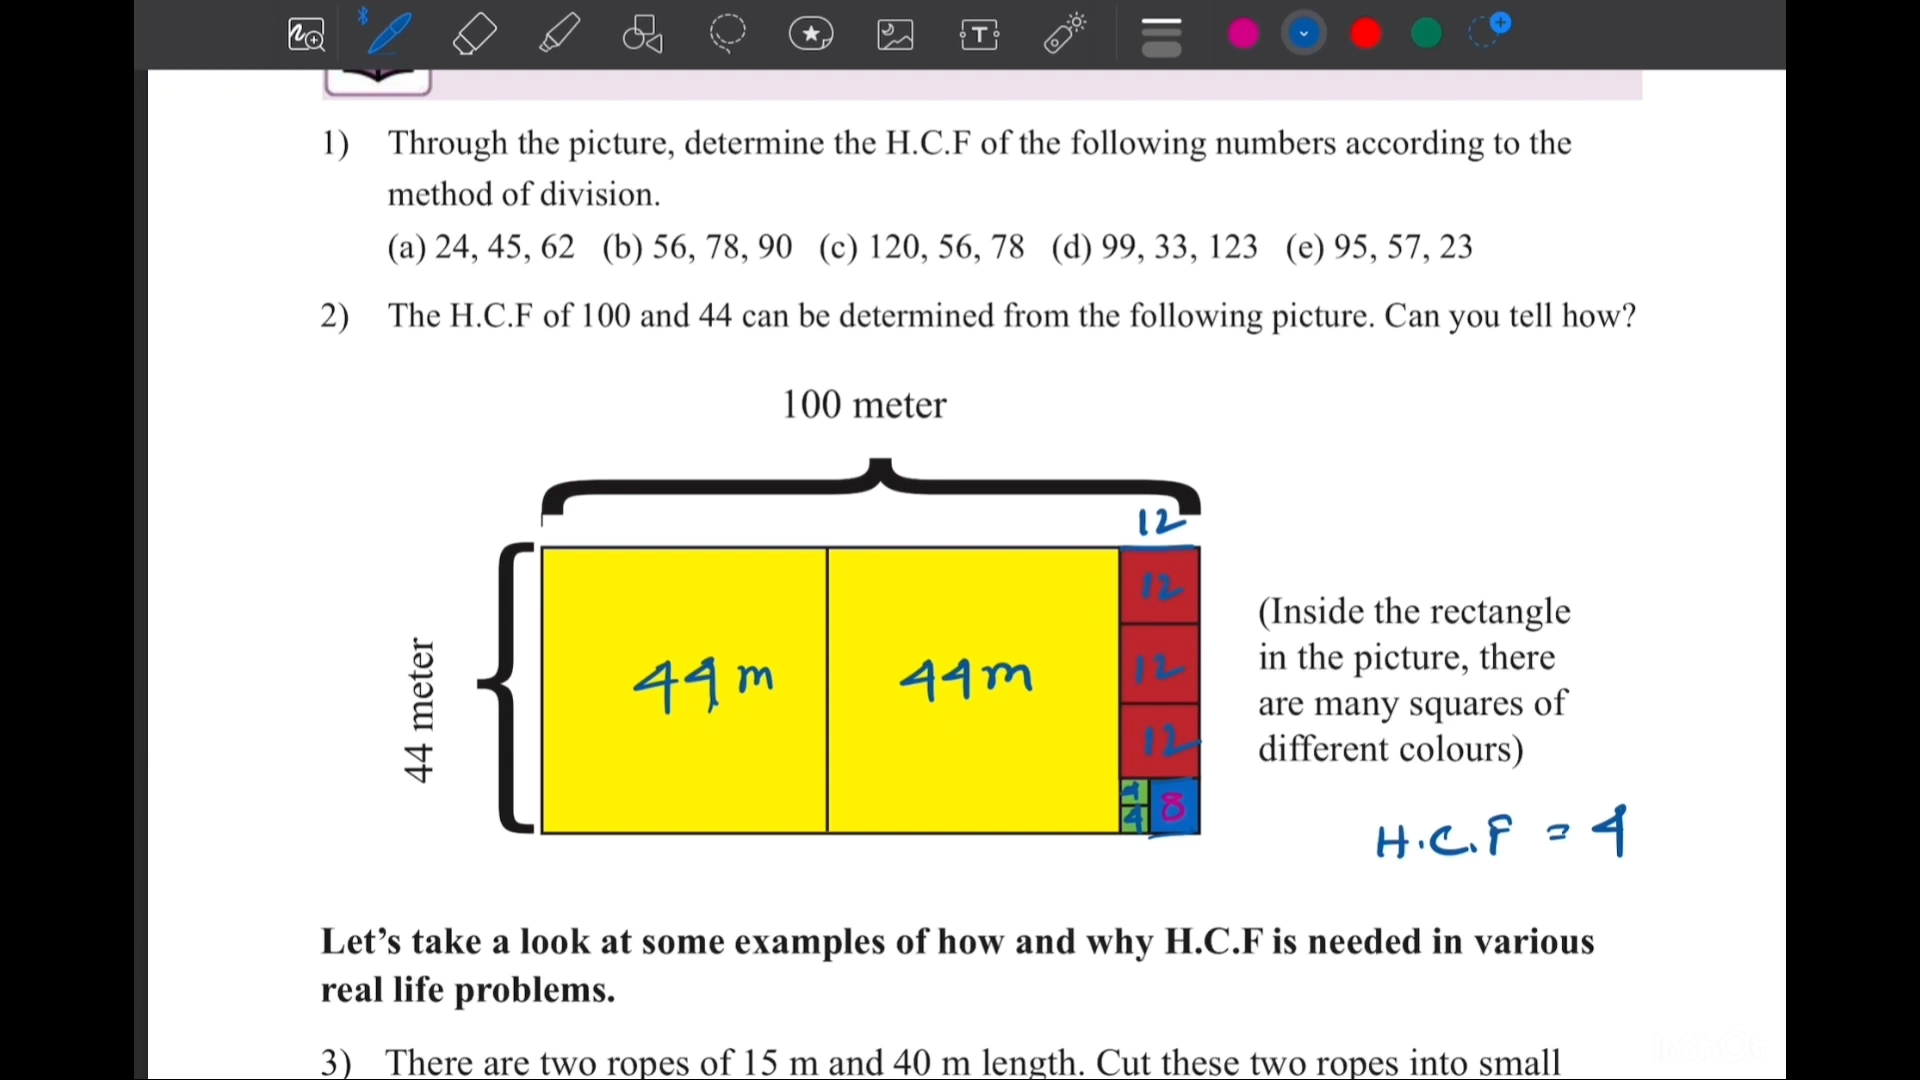 1) Through the picture, determine the H.C.F of the following numbers according to the
method of division.
(a) 24, 45, 62 (b) 56, 78, 90 (c) 120, 56, 78 (d) 99, 33, 123 (e) 95, 57, 23
2) The H.C.F of 100 and 44 can be determined from the following picture. Can you tell how?
100 meter
12
44 meter
44 m
44 m
12
12
12
4
4
8
(Inside the rectangle
in the picture, there
are many squares of
different colours)
H.C.F = 4
Let’s take a look at some examples of how and why H.C.F is needed in various
real life problems.
3) There are two ropes of 15 m and 40 m length. Cut these two ropes into small